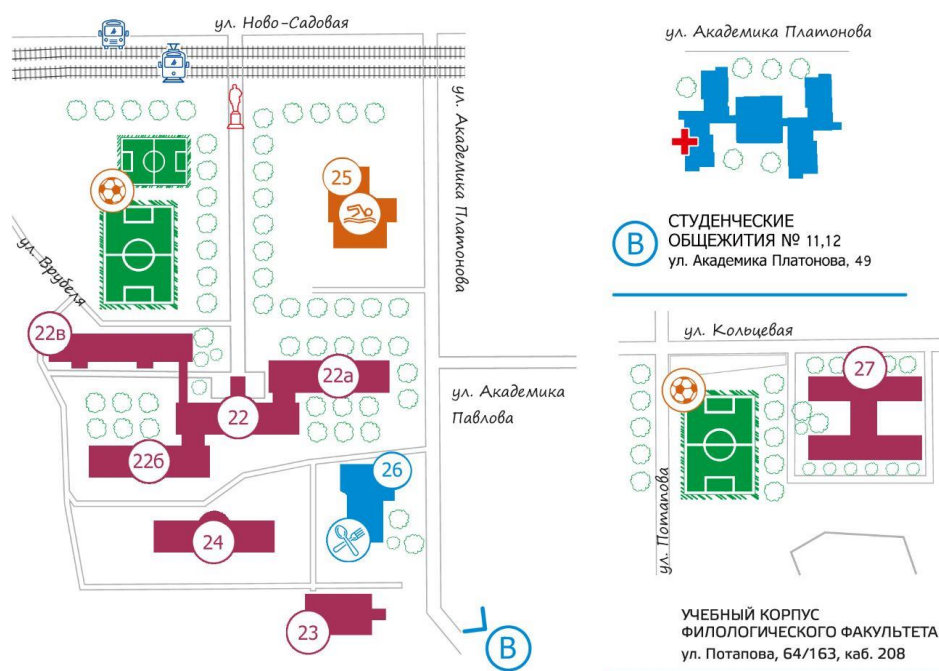 ул. Ново-Садовая
ул. Академика Платонова
ул. Врубеля
25
22в
22а
22
22б
24
26
23
ул. Академика
Павлова
В
ул. Академика Платонова
В
СТУДЕНЧЕСКИЕ
ОБЩЕЖИТИЯ № 11,12
ул. Академика Платонова, 49
ул. Кольцевая
27
ул. Потапова
УЧЕБНЫЙ КОРПУС
ФИЛОЛОГИЧЕСКОГО ФАКУЛЬТЕТА
ул. Потапова, 64/163, каб. 208